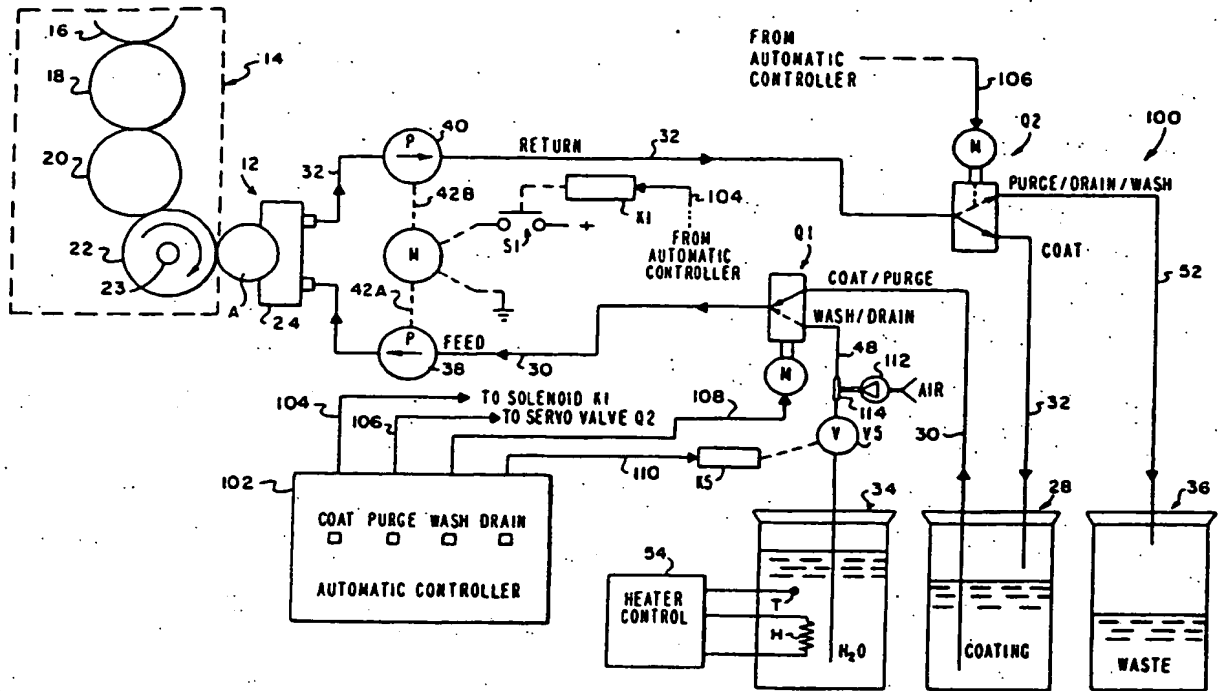 16
18
20
22
23
14
12
A
24
32
P
40
RETURN
32
42B
M
S1
+
K1
104
FROM
AUTOMATIC
CONTROLLER
42A
P
38
FEED
30
FROM
AUTOMATIC
CONTROLLER
106
M
Q2
100
PURGE/DRAIN/WASH
COAT
52
Q1
COAT/PURGE
WASH/DRAIN
M
48
112
AIR
114
V
V5
30
32
104
TO SOLENOID K1
106
TO SERVO VALVE Q2
108
110
K5
102
COAT PURGE WASH DRAIN
AUTOMATIC CONTROLLER
54
HEATER
CONTROL
T
H
34
H2O
28
COATING
36
WASTE